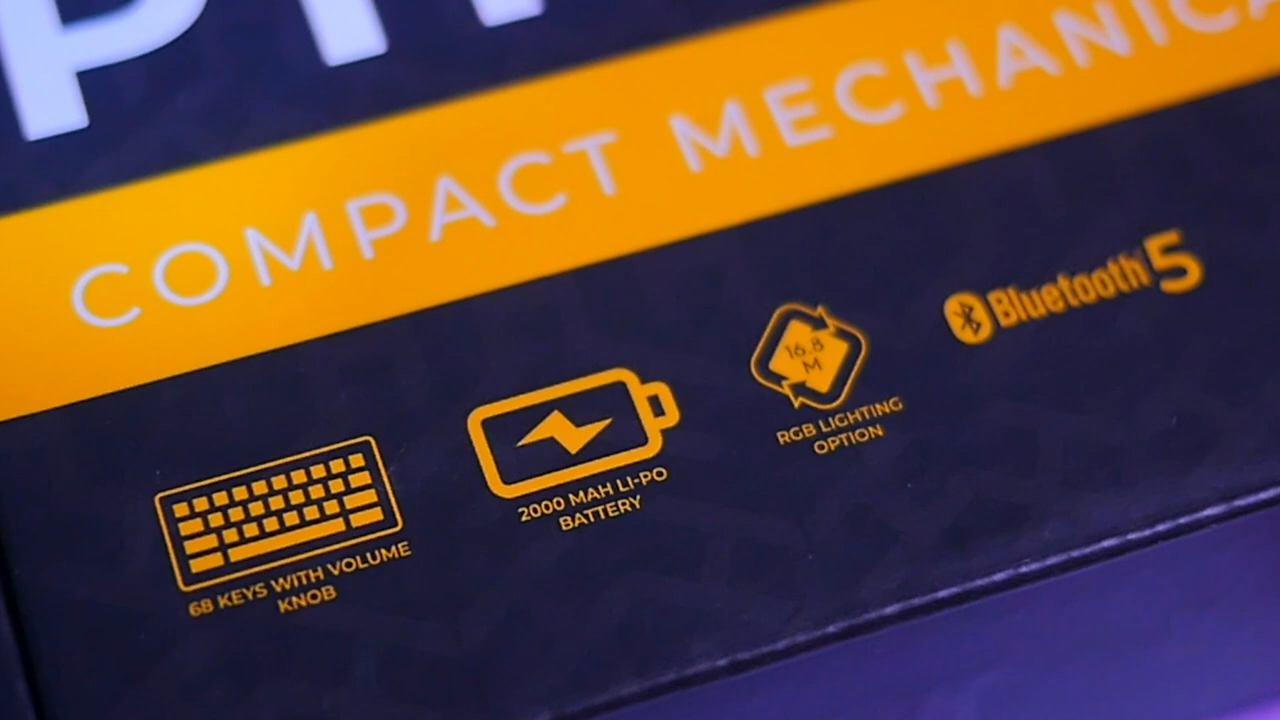 COMPACT MECHANICA
16.8
M
Bluetooth 5
RGB LIGHTING
OPTION
2000 MAH LI-PO
BATTERY
68 KEYS WITH VOLUME
KNOB